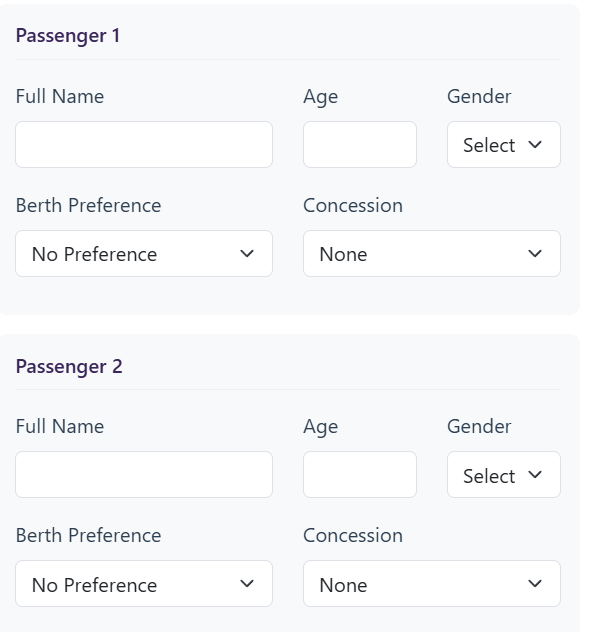 Passenger 1
Full Name Age Gender
Select
Berth Preference Concession
No Preference None
Passenger 2
Full Name Age Gender
Select
Berth Preference Concession
No Preference None